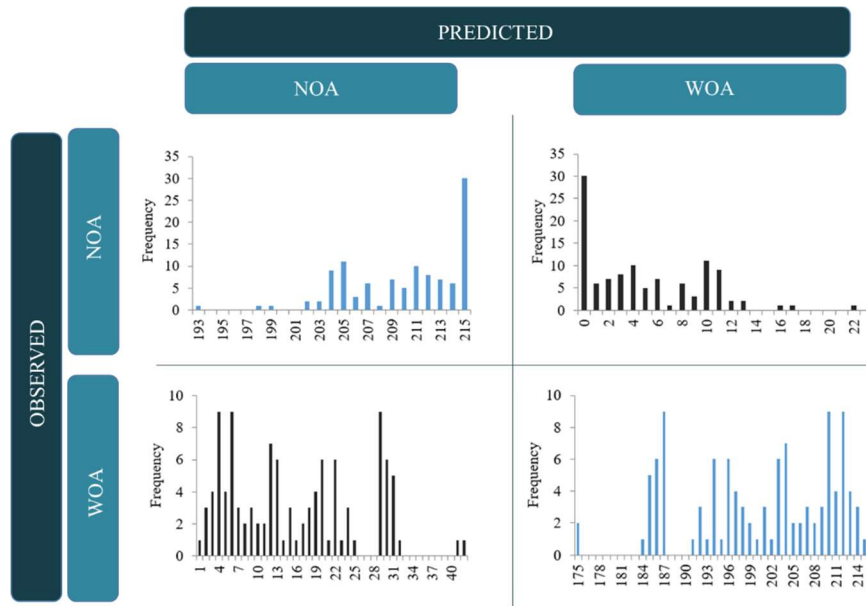 PREDICTED
NOA
WOA
OBSERVED
NOA
WOA
Frequency
35
30
25
20
15
10
5
0
193 195 197 199 201 203 205 207 209 211 213 215
Frequency
35
30
25
20
15
10
5
0
0 2 4 6 8 10 12 14 16 18 20 22
Frequency
10
8
6
4
2
0
1 4 7 10 13 16 19 22 25 28 31 34 37 40
Frequency
10
8
6
4
2
0
175 178 181 184 187 190 193 196 199 202 205 208 211 214